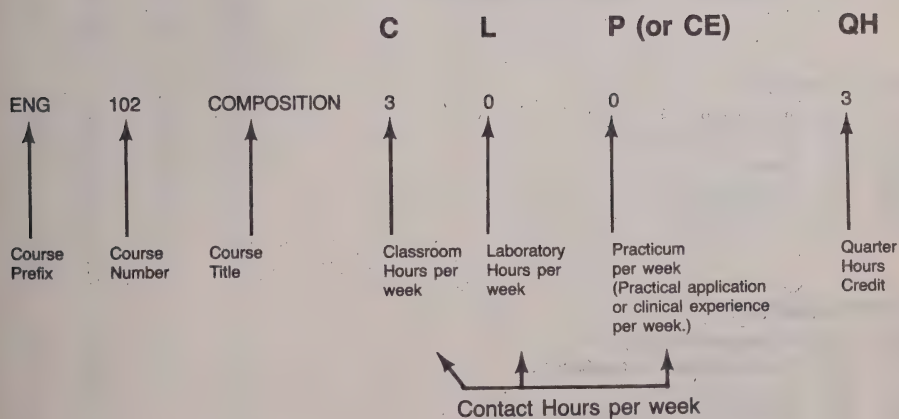 C L P (or CE) QH
ENG 102 COMPOSITION 3 0 0 3
Course Prefix
Course Number
Course Title
Classroom Hours per week
Laboratory Hours per week
Practicum per week (Practical application or clinical experience per week.)
Quarter Hours Credit
Contact Hours per week